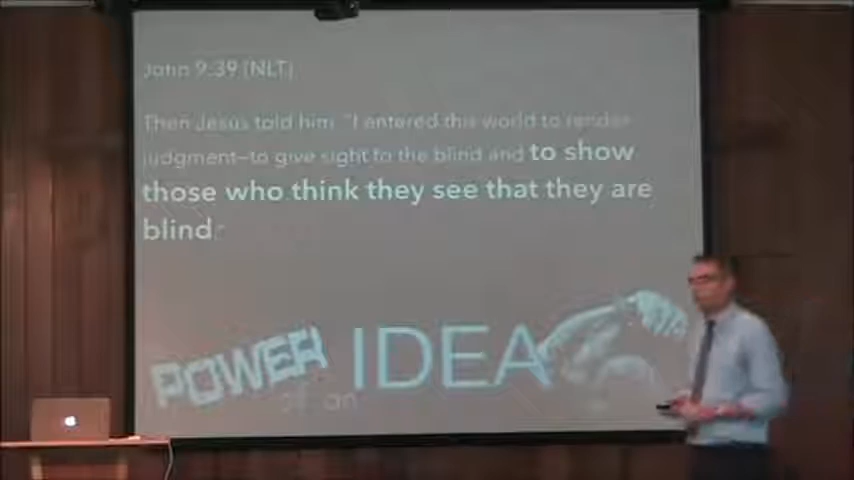 John 9:39 (NLT)
Then Jesus told him, "I entered this world to render
judgment—to give sight to the blind and to show
those who think they see that they are
blind."
POWER
of an
IDEA